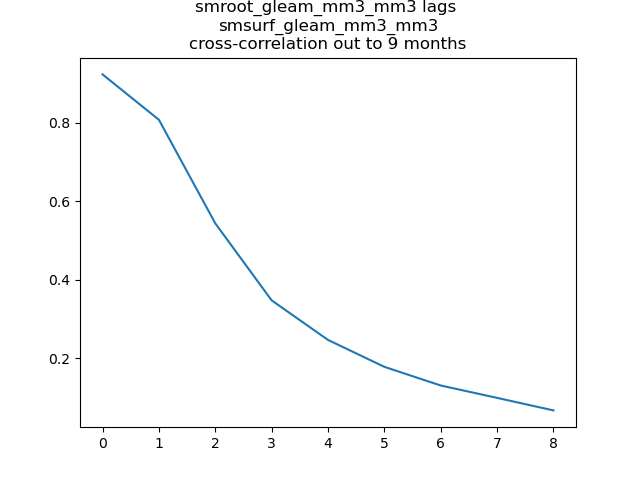 smroot_gleam_mm3_mm3 lags
smsurf_gleam_mm3_mm3
cross-correlation out to 9 months
0.8
0.6
0.4
0.2
0 1 2 3 4 5 6 7 8